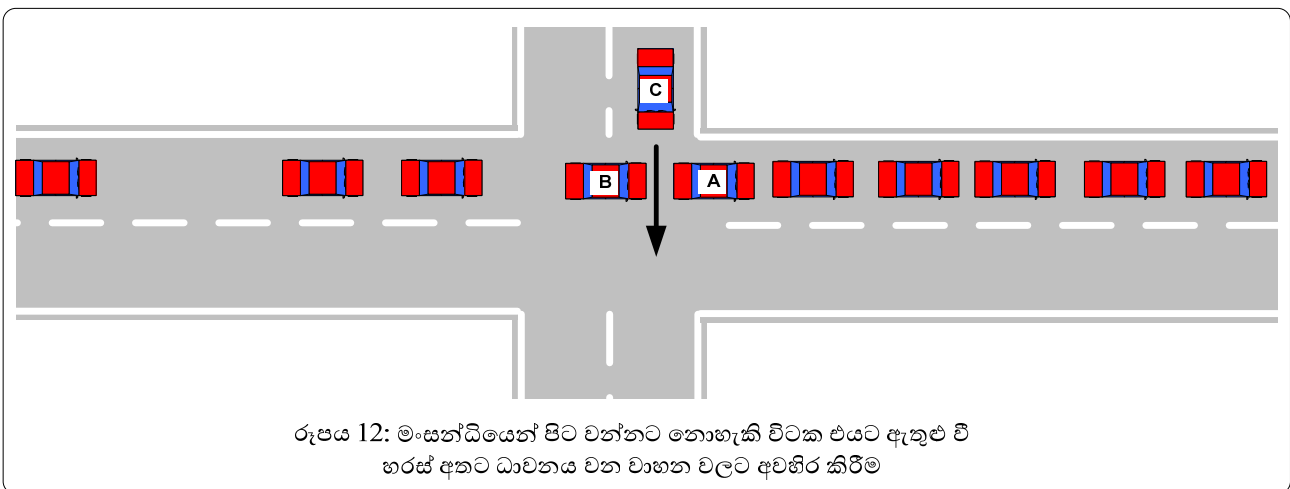 C
B
A
රූපය 12: මංසන්ධියෙන් පිට වන්නට නොහැකි විටක එයට ඇතුළු වී
හරස් අතට ධාවනය වන වාහන වලට අවහිර කිරීම